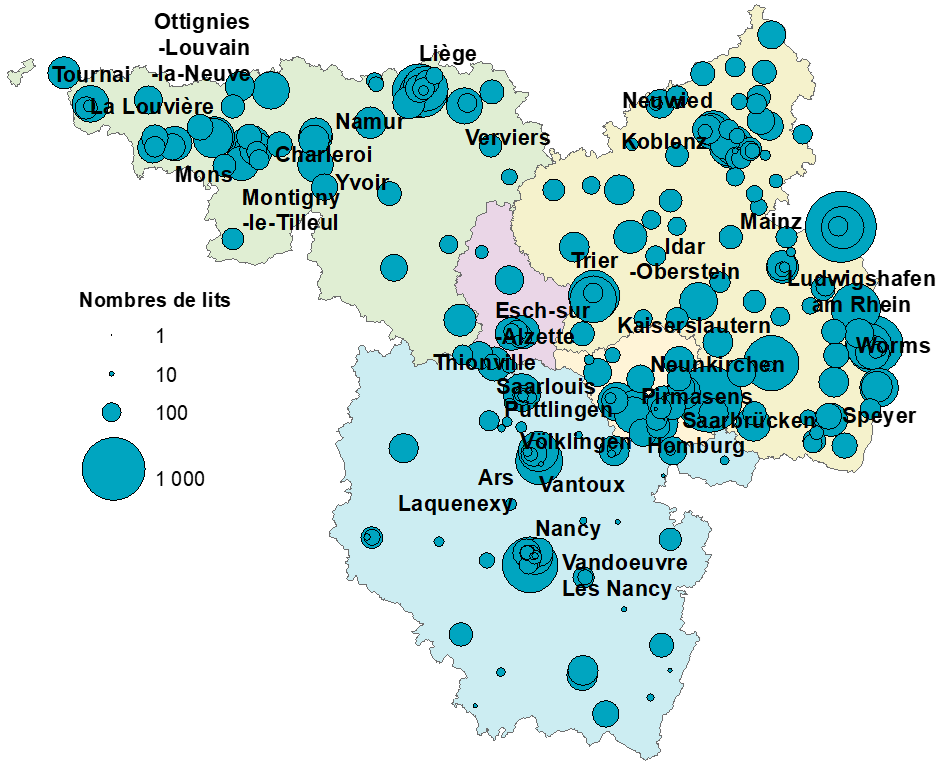 Ottignies
-Louvain
-la-Neuve
Liège
Tournai
La Louvière
Neuwied
Namur
Verviers
Koblenz
Charleroi
Mons
Yvoir
Montigny
-le-Tilleul
Mainz
Idar
-Oberstein
Trier
Ludwigshafen
am Rhein
Nombres de lits
1
10
100
1 000
Esch-sur
-Alzette
Kaiserslautern
Worms
Thionville
Neunkirchen
Saarlouis
Püttlingen
Pirmasens
Saarbrücken
Speyer
Völklingen
Homburg
Ars
Laquenexy
Vantoux
Nancy
Vandoeuvre
Les Nancy